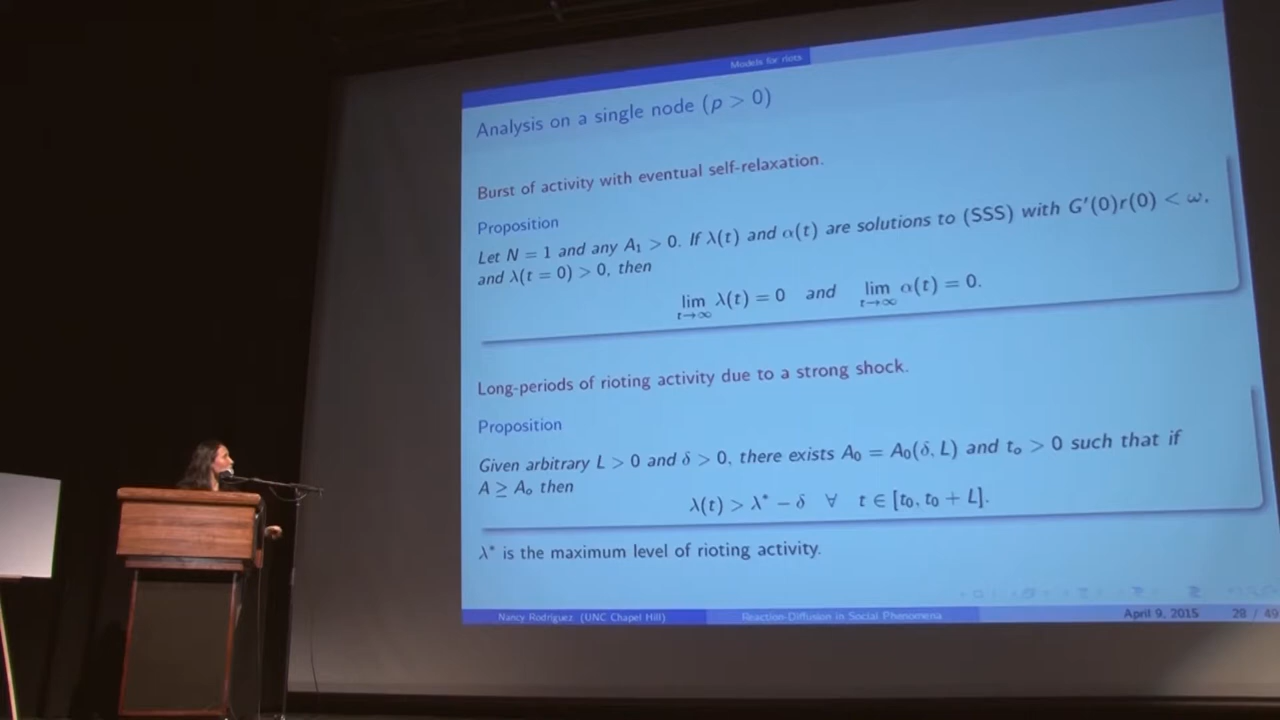 Models for riots
Analysis on a single node (p > 0)
Burst of activity with eventual self-relaxation.
Proposition
Let N = 1 and any A₁ > 0. If λ(t) and α(t) are solutions to (SSS) with G′(0)r(0) < ω,
and λ(t = 0) > 0, then
lim λ(t) = 0 and lim α(t) = 0.
t→∞ t→∞
Long-periods of rioting activity due to a strong shock.
Proposition
Given arbitrary L > 0 and δ > 0, there exists A₀ = A₀(δ, L) and tₒ > 0 such that if
A ≥ Aₒ then
λ(t) > λ* − δ ∀ t ∈ [t₀, t₀ + L].
λ* is the maximum level of rioting activity.
Nancy Rodríguez (UNC Chapel Hill) Reaction-Diffusion in Social Phenomena April 9, 2015 28 / 49